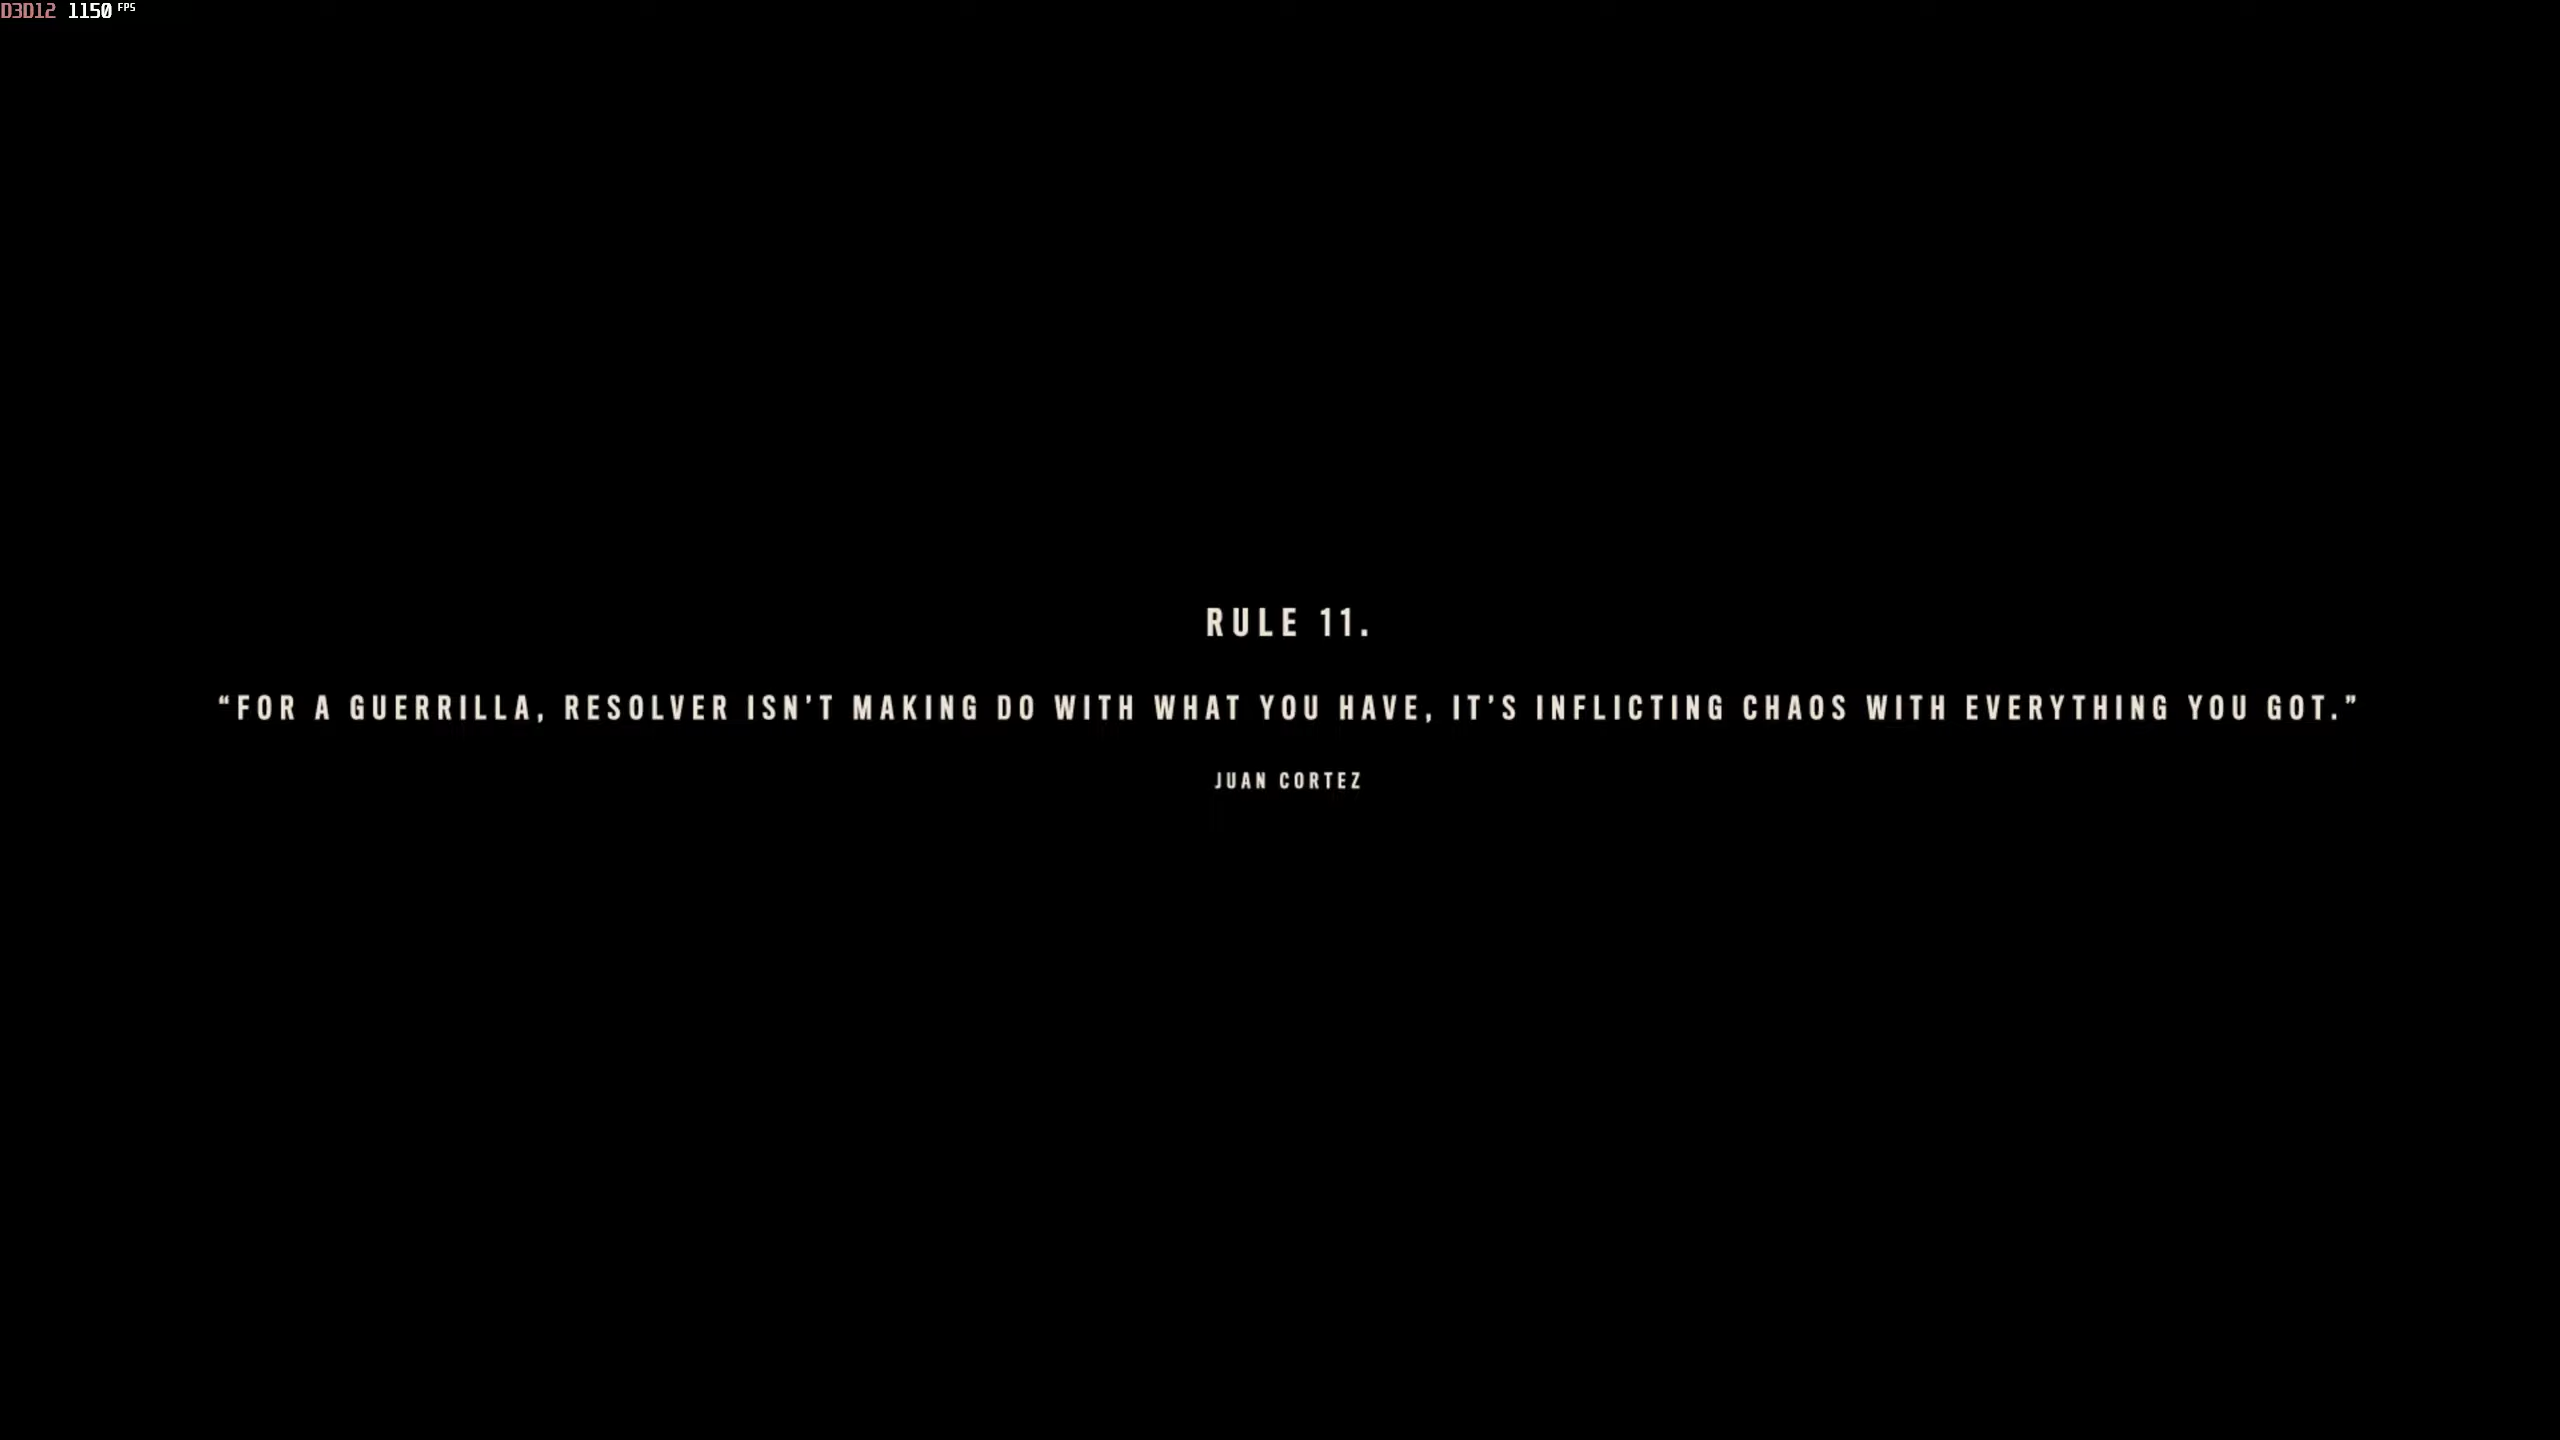 D3D12 1150 FPS
RULE 11.
“FOR A GUERRILLA, RESOLVER ISN’T MAKING DO WITH WHAT YOU HAVE, IT’S INFLICTING CHAOS WITH EVERYTHING YOU GOT.”
JUAN CORTEZ